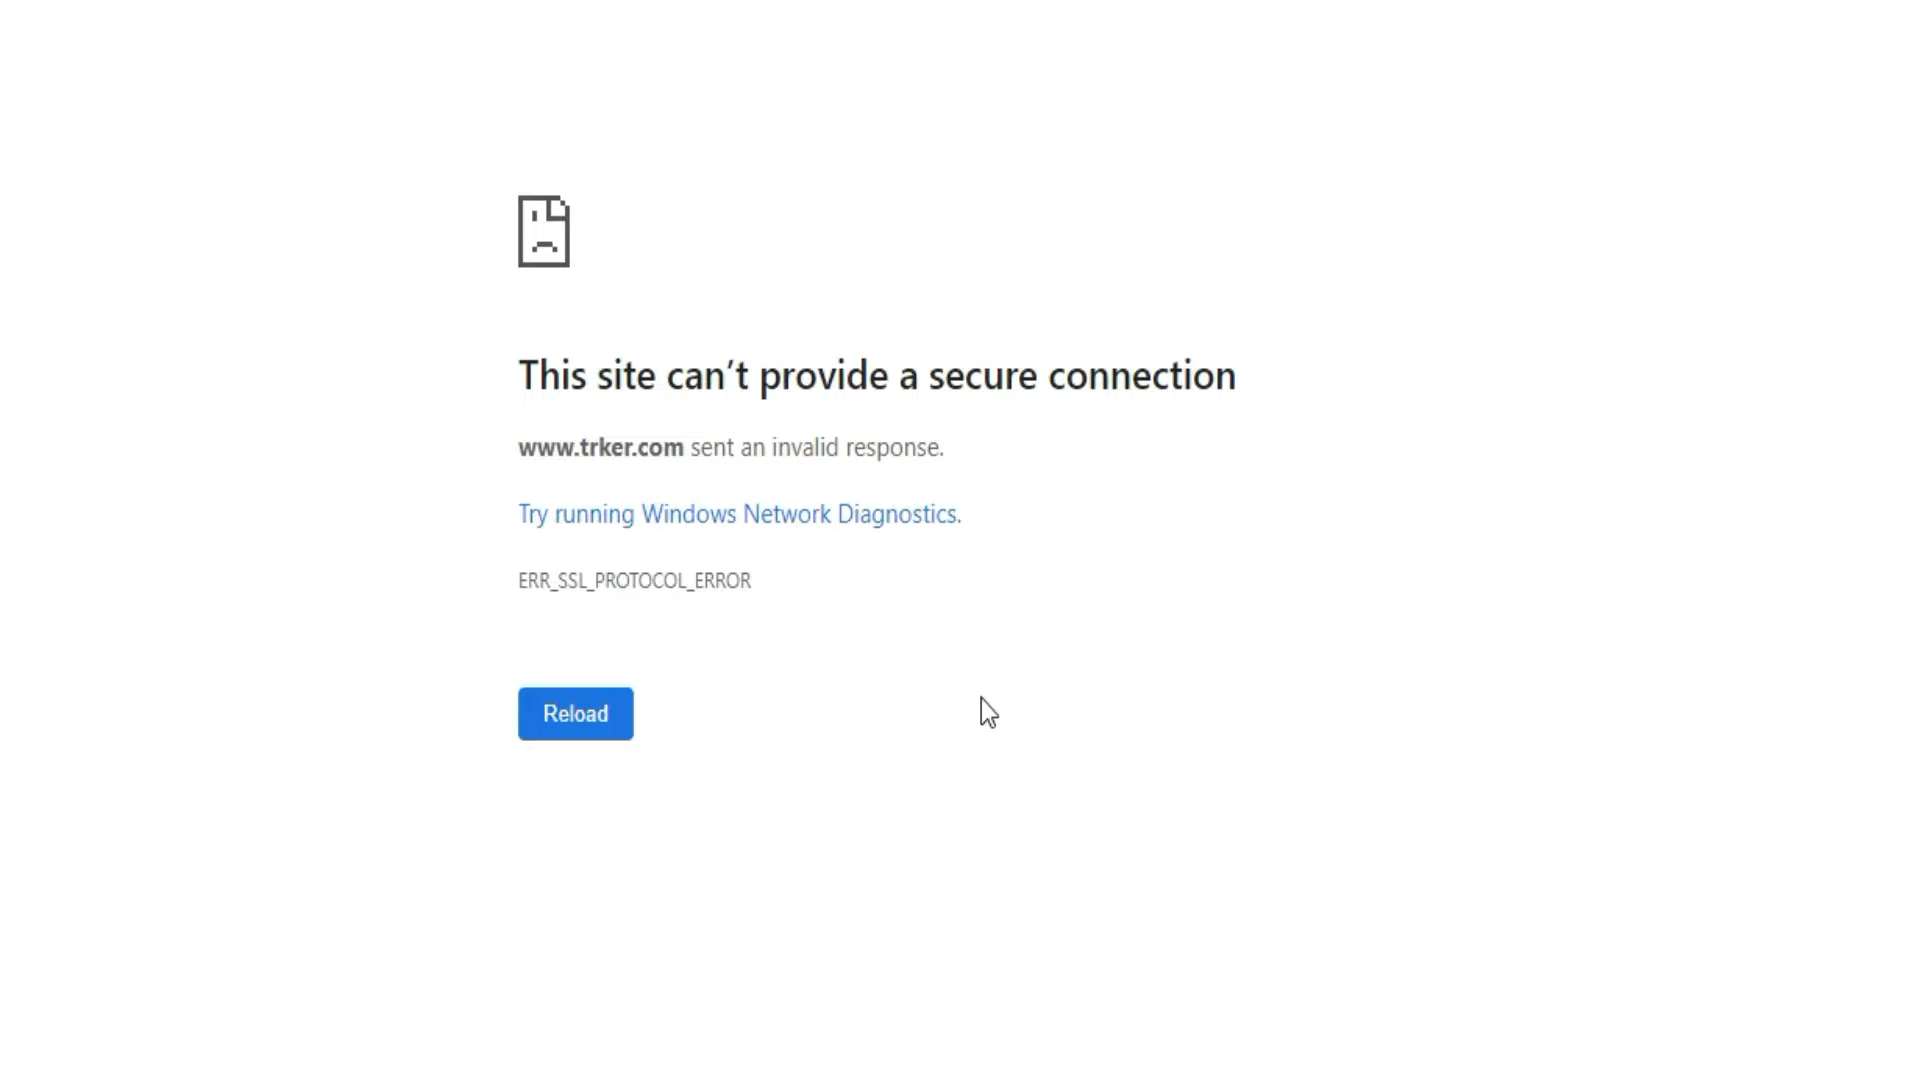 This site can’t provide a secure connection
www.trker.com sent an invalid response.
Try running Windows Network Diagnostics.
ERR_SSL_PROTOCOL_ERROR
Reload